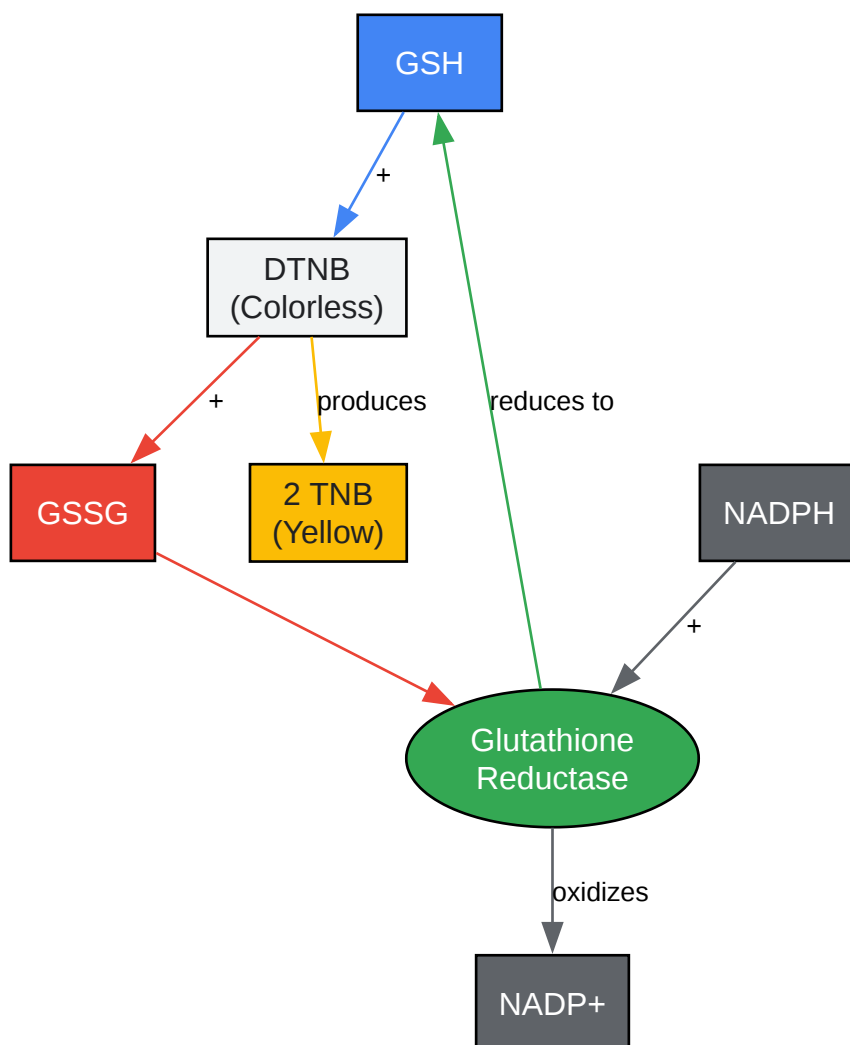 GSH
+
DTNB
(Colorless)
+
produces
reduces to
GSSG
2 TNB
(Yellow)
NADPH
+
Glutathione
Reductase
oxidizes
NADP+